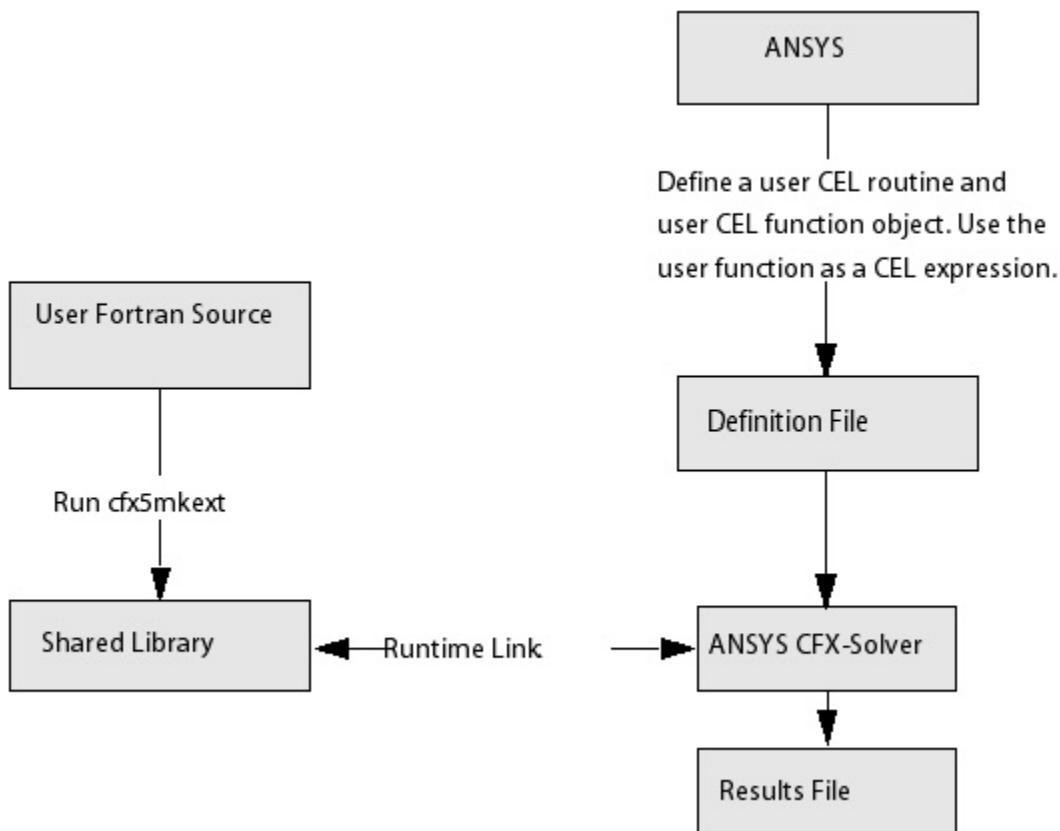 ANSYS
Define a user CEL routine and
user CEL function object. Use the
user function as a CEL expression.
User Fortran Source
Definition File
Run cfx5mkext
Shared Library
Runtime Link
ANSYS CFX-Solver
Results File